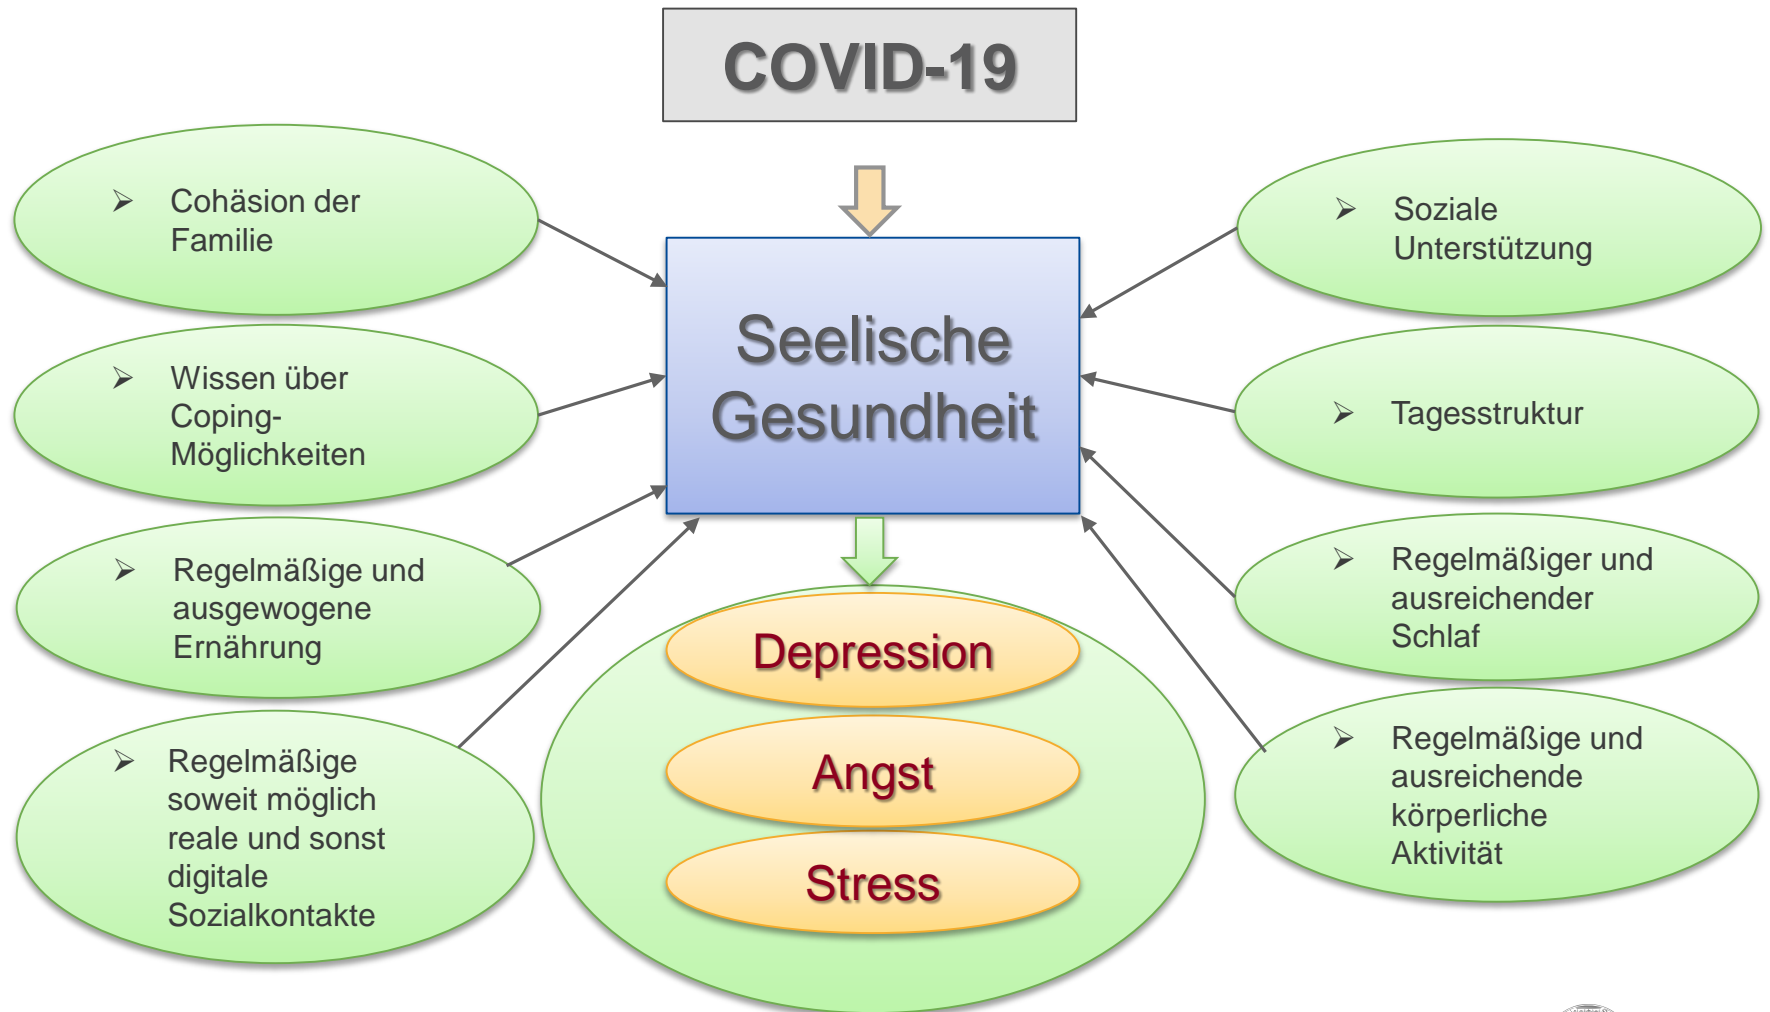 COVID-19
➢ Cohäsion der
Familie
➢ Wissen über
Coping-
Möglichkeiten
➢ Regelmäßige und
ausgewogene
Ernährung
➢ Regelmäßige
soweit möglich
reale und sonst
digitale
Sozialkontakte
Seelische
Gesundheit
Depression
Angst
Stress
➢ Soziale
Unterstützung
➢ Tagesstruktur
➢ Regelmäßiger und
ausreichender
Schlaf
➢ Regelmäßige und
ausreichende
körperliche
Aktivität